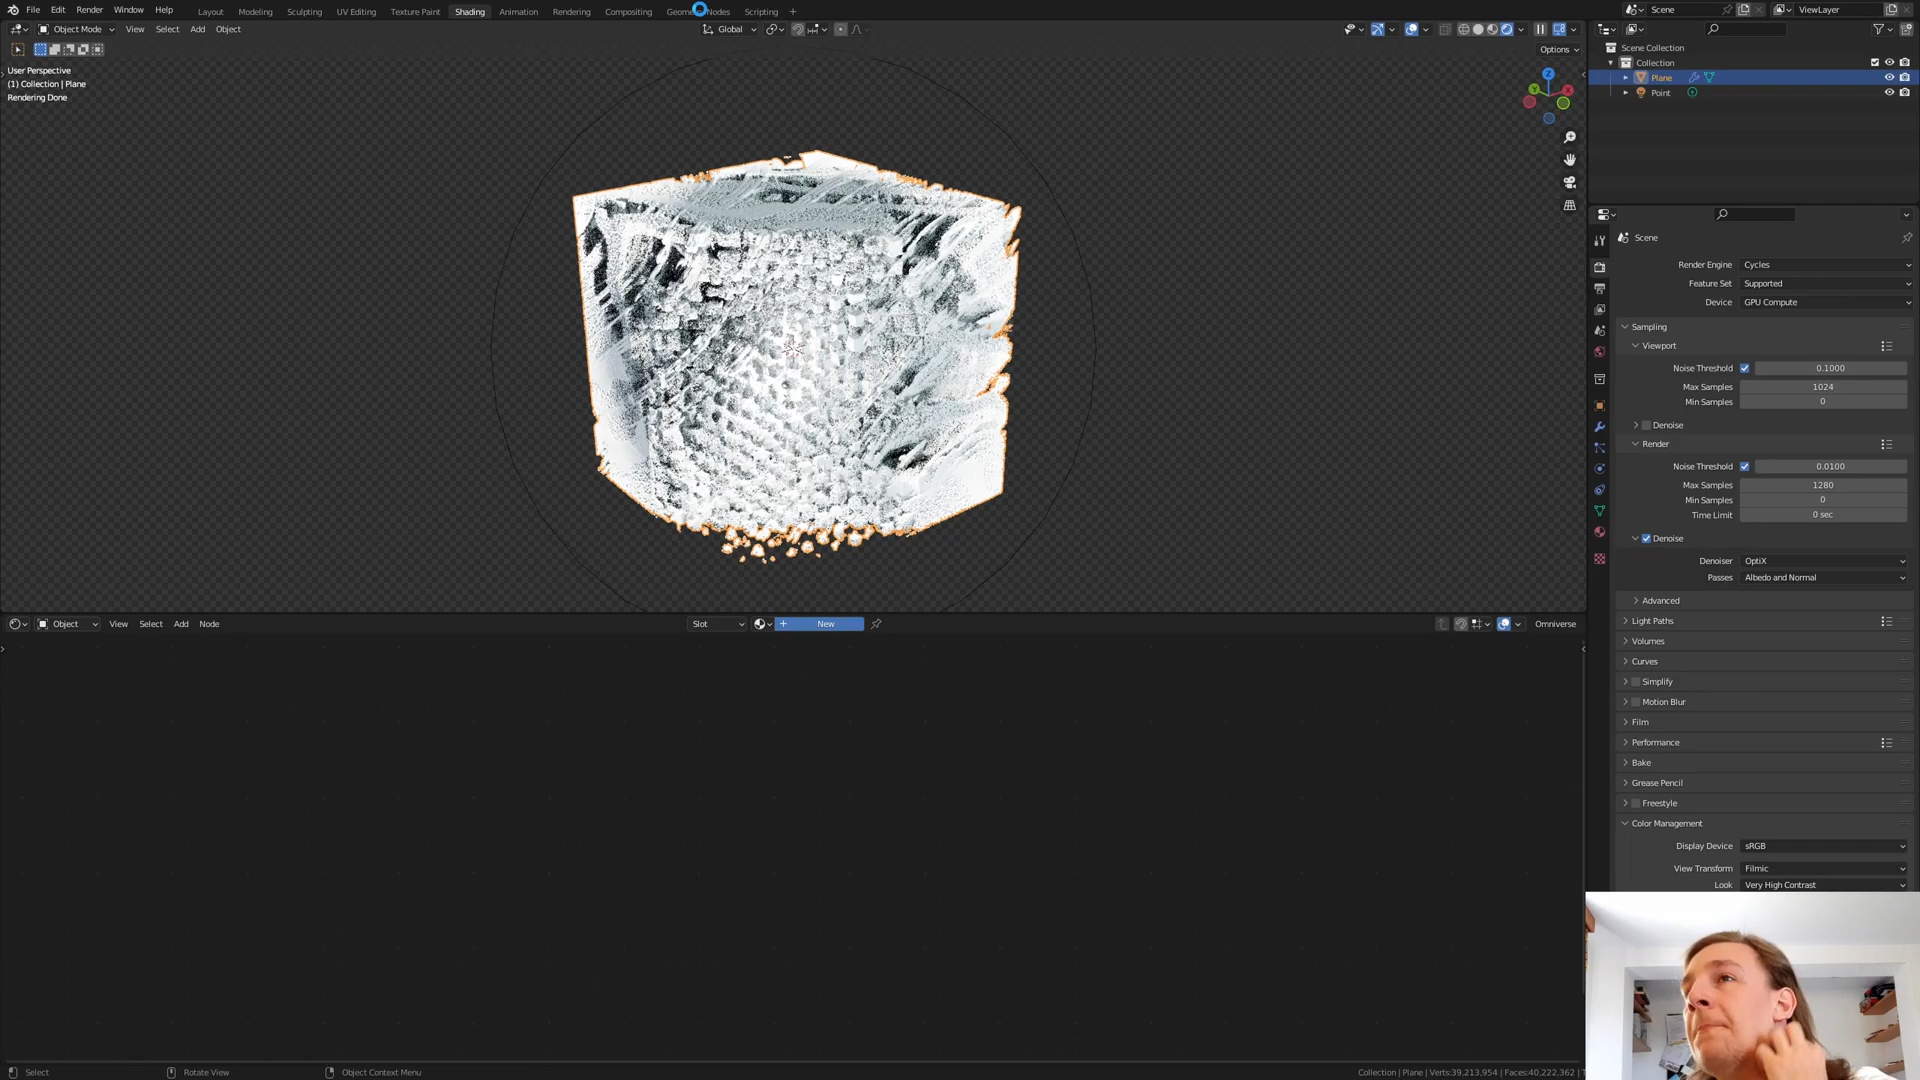 File Edit Render Window Help Layout Modeling Sculpting UV Editing Texture Paint Shading Animation Rendering Compositing Geometry Nodes Scripting + Scene ViewLayer
Object Mode View Select Add Object Global
Options
User Perspective
(1) Collection | Plane
Rendering Done
Z
Y
X
Scene Collection
Collection
Plane
Point
Scene
Render Engine Cycles
Feature Set Supported
Device GPU Compute
Sampling
Viewport
Noise Threshold 0.1000
Max Samples 1024
Min Samples 0
Denoise
Render
Noise Threshold 0.0100
Max Samples 1280
Min Samples 0
Time Limit 0 sec
Denoise
Denoiser OptiX
Passes Albedo and Normal
Advanced
Light Paths
Volumes
Curves
Simplify
Motion Blur
Film
Performance
Bake
Grease Pencil
Freestyle
Color Management
Display Device sRGB
View Transform Filmic
Look Very High Contrast
Object View Select Add Node Slot + New Omniverse
Select Rotate View Object Context Menu Collection | Plane | Verts:39,213,954 | Faces:40,222,362 |